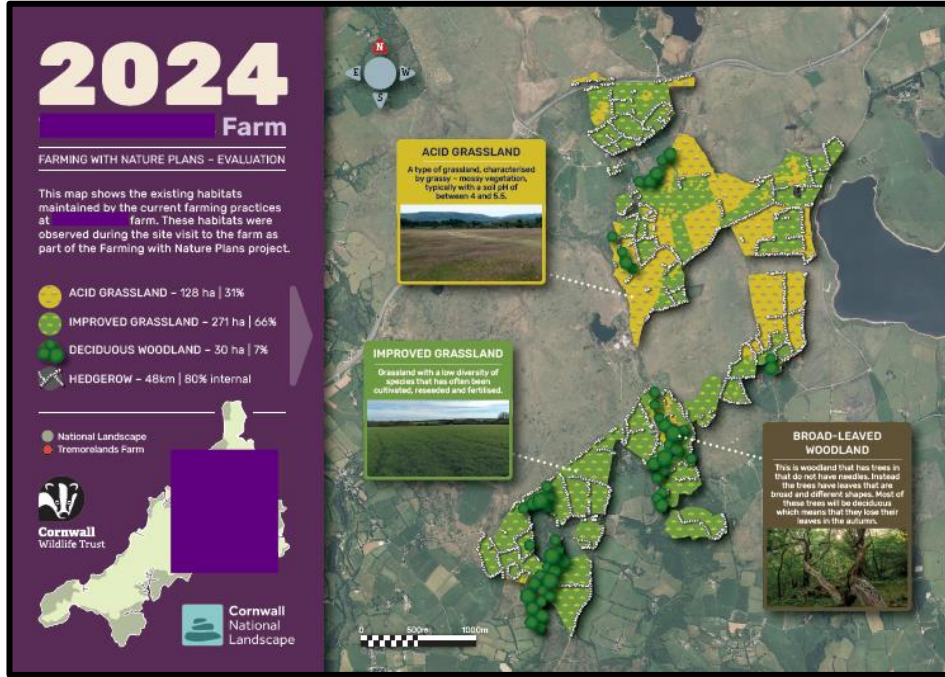 2024
Farm
FARMING WITH NATURE PLANS – EVALUATION
This map shows the existing habitats
maintained by the current farming practices
at farm. These habitats were
observed during the site visit to the farm as
part of the Farming with Nature Plans project.
ACID GRASSLAND – 128 ha | 31%
IMPROVED GRASSLAND – 271 ha | 66%
DECIDUOUS WOODLAND – 30 ha | 7%
HEDGEROW – 48km | 80% internal
National Landscape
Tremorelands Farm
Cornwall
Wildlife Trust
Cornwall
National
Landscape
N
E W
S
ACID GRASSLAND
A type of grassland, characterised
by grassy – mossy vegetation,
typically with a soil pH of
between 4 and 5.5.
IMPROVED GRASSLAND
Grassland with a low diversity of
species that has often been
cultivated, reseeded and fertilised.
BROAD-LEAVED
WOODLAND
This is woodland that has trees in
that do not have needles. Instead
the trees have leaves that are
broad and different shapes. Most of
these trees will be deciduous
which means that they lose their
leaves in the autumn.
0 500m 1000m